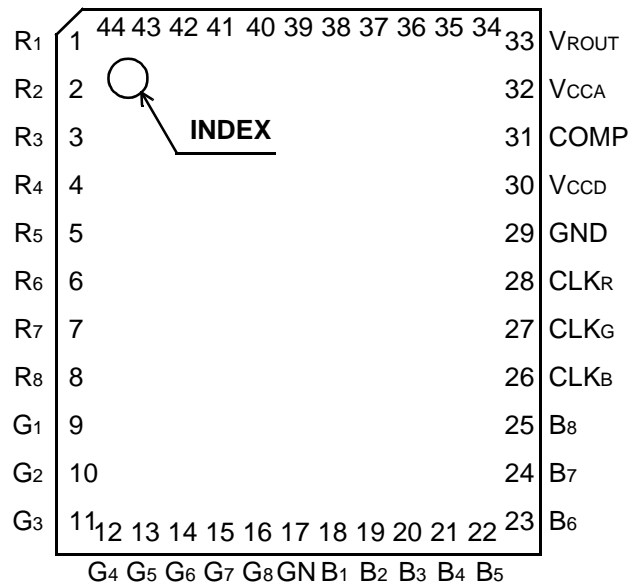 44 43 42 41 40 39 38 37 36 35 34
R1 1 33 VROUT
R2 2 32 VCCA
INDEX
R3 3 31 COMP
R4 4 30 VCCD
R5 5 29 GND
R6 6 28 CLKR
R7 7 27 CLKG
R8 8 26 CLKB
G1 9 25 B8
G2 10 24 B7
G3 11 23 B6
12 13 14 15 16 17 18 19 20 21 22
G4 G5 G6 G7 G8 GN B1 B2 B3 B4 B5